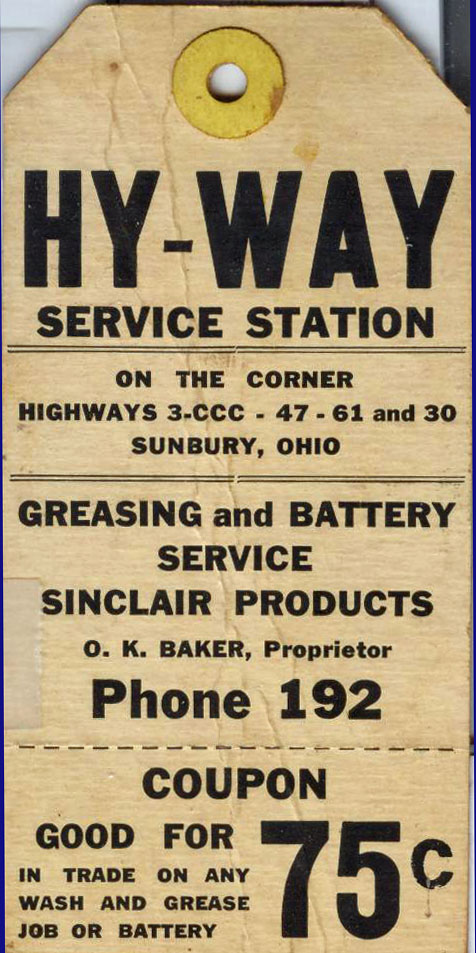 HY-WAY
SERVICE STATION
ON THE CORNER
HIGHWAYS 3-CCC - 47 - 61 and 30
SUNBURY, OHIO
GREASING and BATTERY
SERVICE
SINCLAIR PRODUCTS
O. K. BAKER, Proprietor
Phone 192
COUPON
GOOD FOR 75c
IN TRADE ON ANY
WASH AND GREASE
JOB OR BATTERY